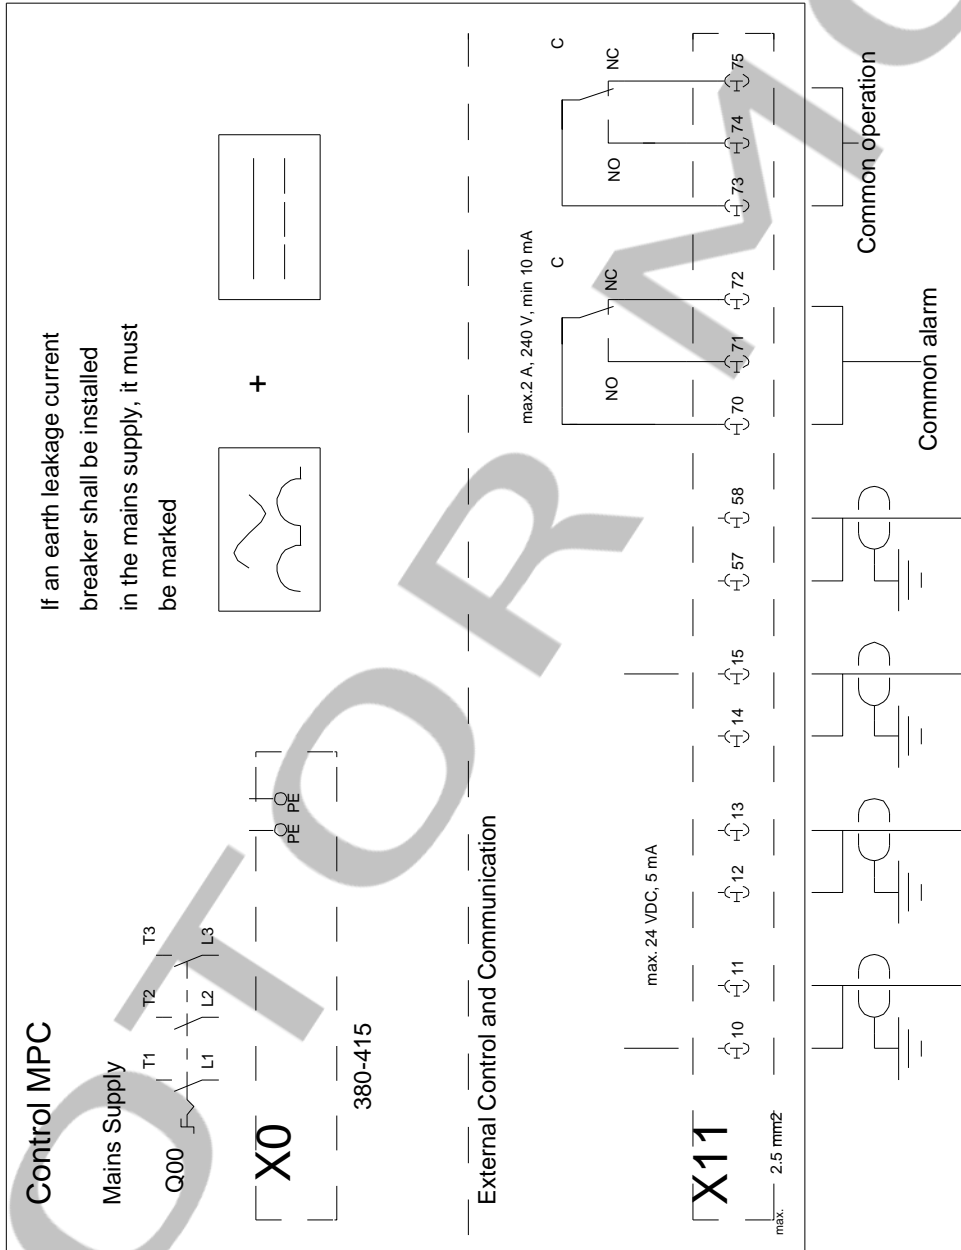 Control MPC
Mains Supply
Q00
T1 T2 T3
L1 L2 L3
X0
PE PE
380-415
If an earth leakage current
breaker shall be installed
in the mains supply, it must
be marked
+
External Control and Communication
max. 24 VDC, 5 mA
max.2 A, 240 V, min 10 mA
C C
NO NC NO NC
X11
10 11 12 13 14 15 57 58 70 71 72 73 74 75
max. 2.5 mm2
Common alarm
Common operation
OTOR MO